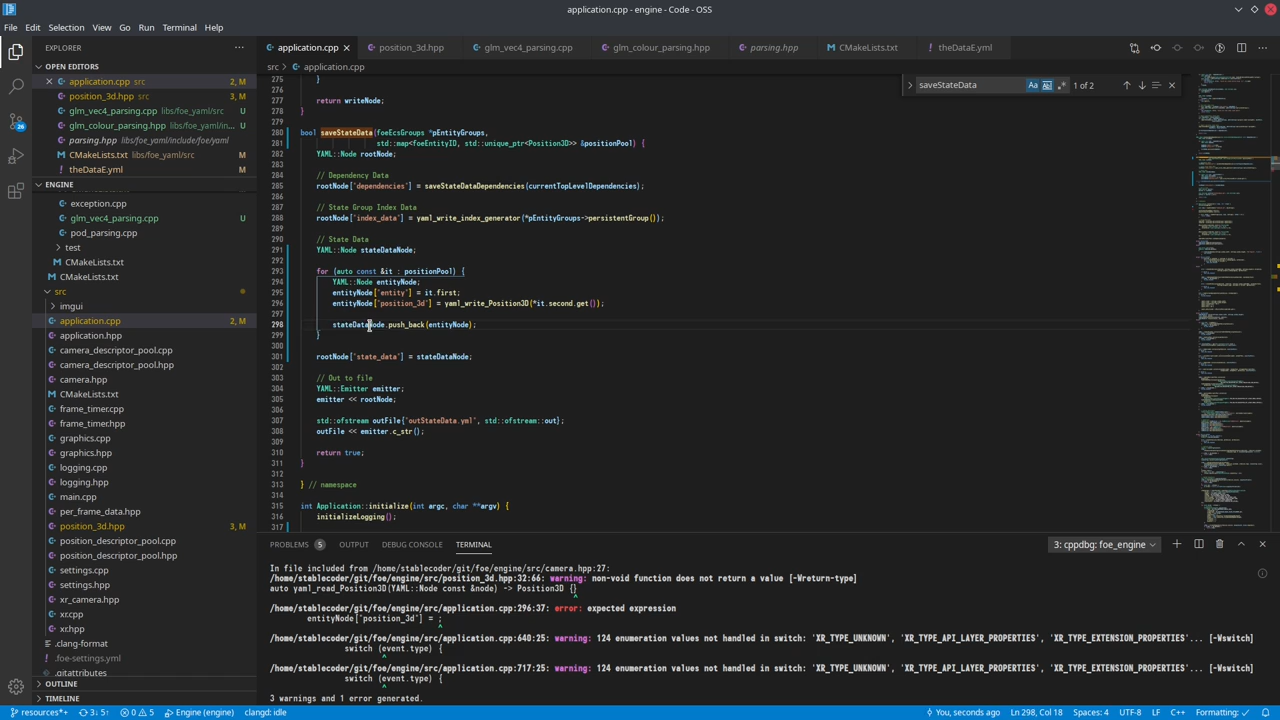 application.cpp - engine - Code - OSS
File Edit Selection View Go Run Terminal Help
EXPLORER
OPEN EDITORS
application.cpp src 2, M
position_3d.hpp src 3, M
glm_vec4_parsing.cpp libs/foe_yaml/src U
glm_colour_parsing.hpp libs/foe_yaml/in... U
parsing.hpp libs/foe_yaml/include/foe/yaml
CMakeLists.txt libs/foe_yaml/src M
theDataE.yml M
ENGINE
exception.cpp
glm_vec4_parsing.cpp U
pod_parsing.cpp
test
CMakeLists.txt
CMakeLists.txt
src
imgui
application.cpp 2, M
application.hpp
camera_descriptor_pool.cpp
camera_descriptor_pool.hpp
camera.hpp
CMakeLists.txt
frame_timer.cpp
frame_timer.hpp
graphics.cpp
graphics.hpp
logging.cpp
logging.hpp
main.cpp
per_frame_data.hpp
position_3d.hpp 3, M
position_descriptor_pool.cpp
position_descriptor_pool.hpp
settings.cpp
settings.hpp
xr_camera.hpp
xr.cpp
xr.hpp
.clang-format
.foe-settings.yml
.gitattributes
OUTLINE
TIMELINE
26
application.cpp position_3d.hpp glm_vec4_parsing.cpp glm_colour_parsing.hpp parsing.hpp CMakeLists.txt theDataE.yml
src > application.cpp
saveStateData Aa 1 of 2
275 }
276
277 return writeNode;
278 }
279
280 bool saveStateData(foeEcsGroups *pEntityGroups,
281 std::map<foeEntityID, std::unique_ptr<Position3D>> &positionPool) {
282 YAML::Node rootNode;
283
284 // Dependency Data
285 rootNode["dependencies"] = saveStateDataDependencies(currentTopLevelDependencies);
286
287 // State Group Index Data
288 rootNode["index_data"] = yaml_write_index_generator(*pEntityGroups->persistentGroup());
289
290 // State Data
291 YAML::Node stateDataNode;
292
293 for (auto const &it : positionPool) {
294 YAML::Node entityNode;
295 entityNode["entity"] = it.first;
296 entityNode["position_3d"] = yaml_write_Position3D(*it.second.get());
297
298 stateDataNode.push_back(entityNode);
299 }
300
301 rootNode["state_data"] = stateDataNode;
302
303 // Out to file
304 YAML::Emitter emitter;
305 emitter << rootNode;
306
307 std::ofstream outFile{"outStateData.yml", std::ofstream::out};
308 outFile << emitter.c_str();
309
310 return true;
311 }
312
313 } // namespace
314
315 int Application::initialize(int argc, char **argv) {
316 initializeLogging();
317
PROBLEMS 5 OUTPUT DEBUG CONSOLE TERMINAL 3: cppdbg: foe_engine
In file included from /home/stablecoder/git/foe/engine/src/camera.hpp:27:
/home/stablecoder/git/foe/engine/src/position_3d.hpp:32:66: warning: non-void function does not return a value [-Wreturn-type]
auto yaml_read_Position3D(YAML::Node const &node) -> Position3D {}
^
/home/stablecoder/git/foe/engine/src/application.cpp:296:37: error: expected expression
entityNode["position_3d"] = ;
^
/home/stablecoder/git/foe/engine/src/application.cpp:640:25: warning: 124 enumeration values not handled in switch: 'XR_TYPE_UNKNOWN', 'XR_TYPE_API_LAYER_PROPERTIES', 'XR_TYPE_EXTENSION_PROPERTIES'... [-Wswitch]
switch (event.type) {
^
/home/stablecoder/git/foe/engine/src/application.cpp:717:25: warning: 124 enumeration values not handled in switch: 'XR_TYPE_UNKNOWN', 'XR_TYPE_API_LAYER_PROPERTIES', 'XR_TYPE_EXTENSION_PROPERTIES'... [-Wswitch]
switch (event.type) {
^
3 warnings and 1 error generated.
resources*+ 3↓ 5↑ 0 5 Engine (engine) clangd: idle You, seconds ago Ln 298, Col 18 Spaces: 4 UTF-8 LF C++ Formatting: ✓